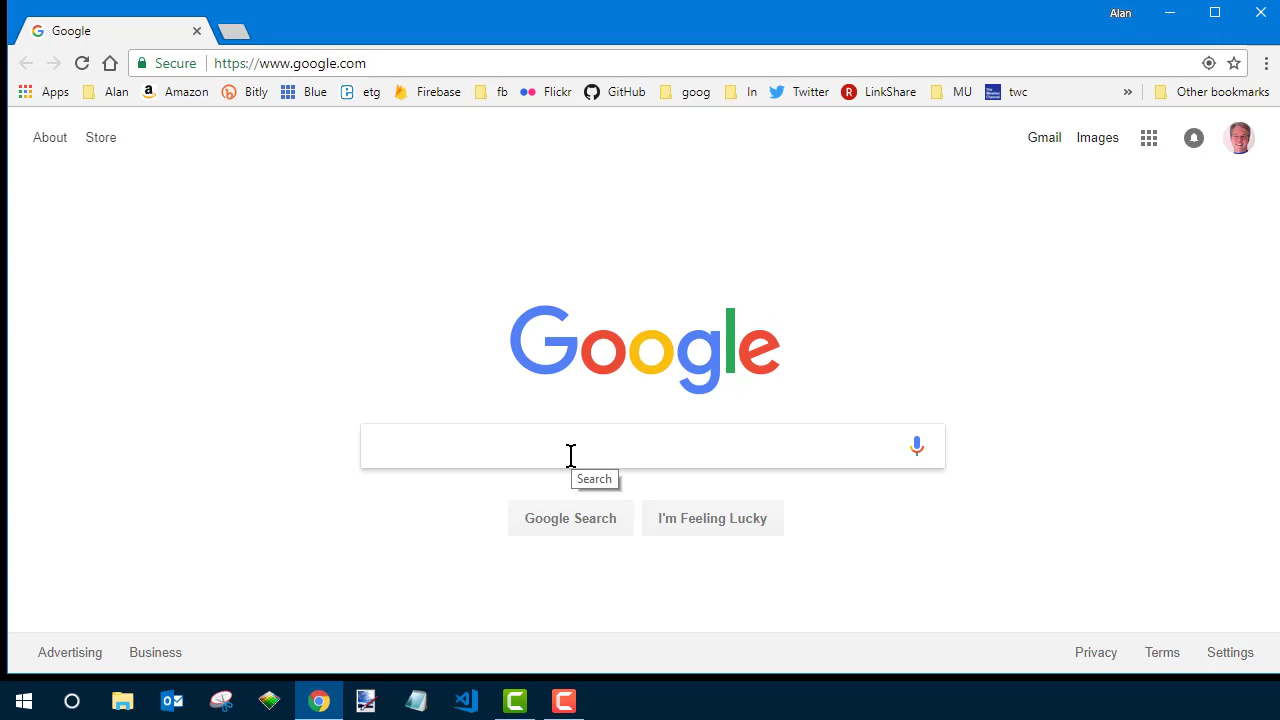 Alan
Google
Secure https://www.google.com
Apps Alan Amazon Bitly Blue etg Firebase fb Flickr GitHub goog In Twitter LinkShare MU twc » Other bookmarks
About Store Gmail Images
Google
Search
Google Search I'm Feeling Lucky
Advertising Business Privacy Terms Settings